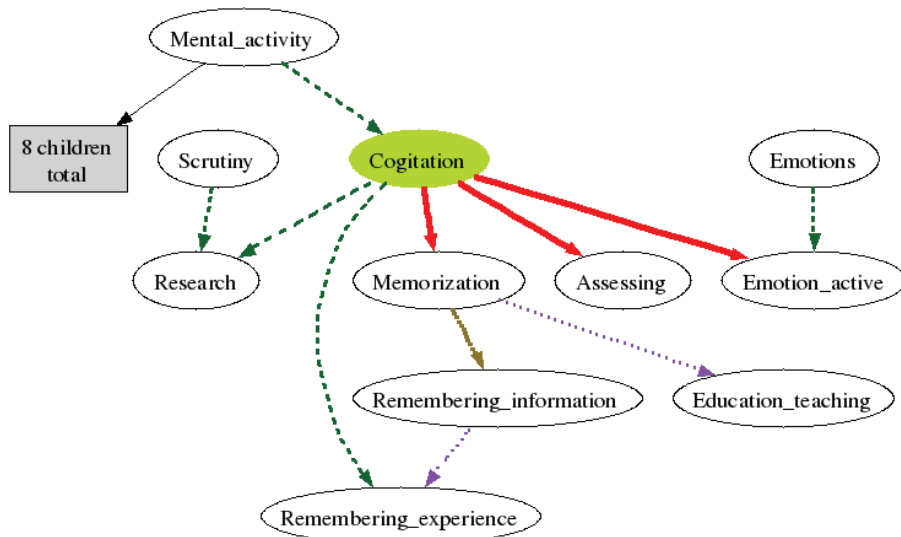 Mental_activity
8 children
total
Scrutiny
Cogitation
Emotions
Research
Memorization
Assessing
Emotion_active
Remembering_information
Education_teaching
Remembering_experience